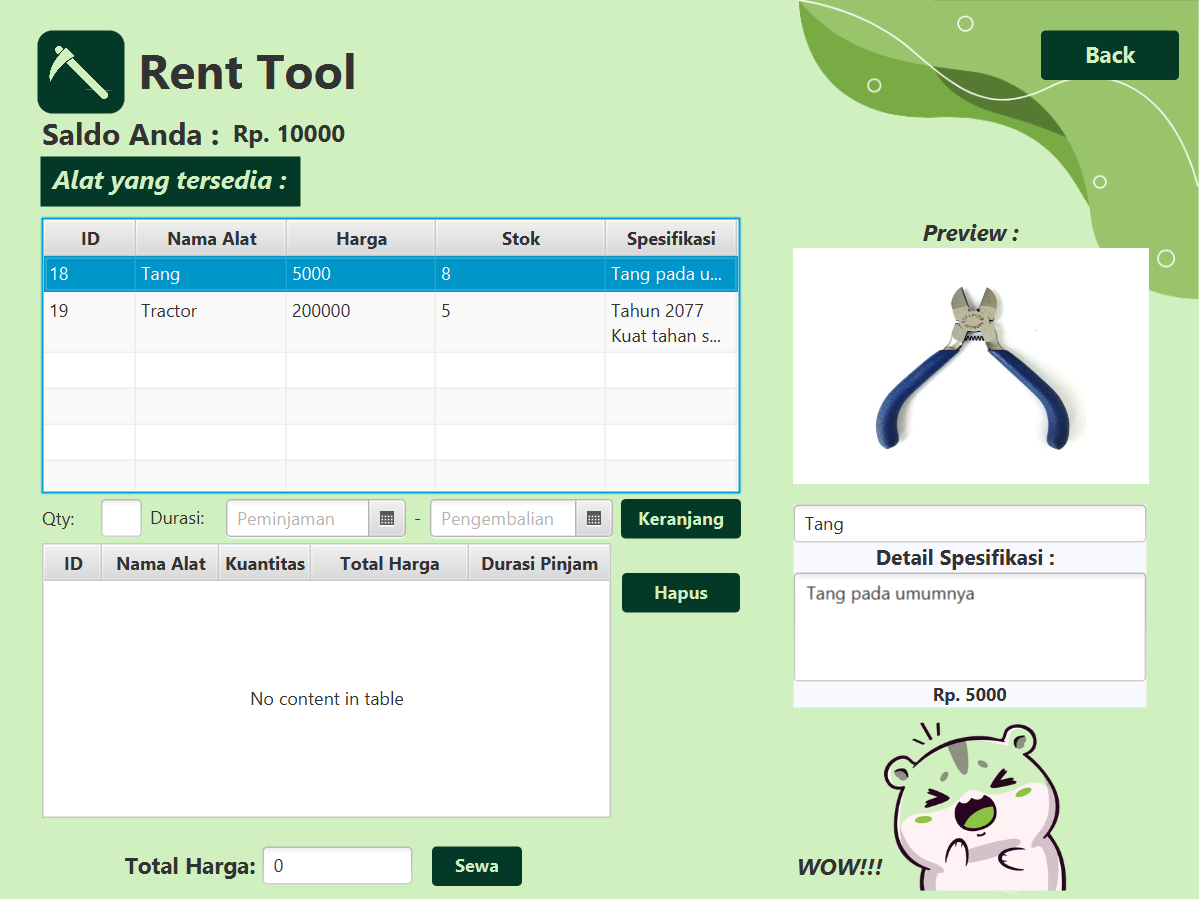 Rent Tool
Back
Saldo Anda : Rp. 10000
Alat yang tersedia :
ID Nama Alat Harga Stok Spesifikasi
18 Tang 5000 8 Tang pada u...
19 Tractor 200000 5 Tahun 2077
Kuat tahan s...
Preview :
Qty: Durasi: Peminjaman - Pengembalian Keranjang
ID Nama Alat Kuantitas Total Harga Durasi Pinjam
No content in table
Hapus
Tang
Detail Spesifikasi :
Tang pada umumnya
Rp. 5000
Total Harga: 0 Sewa
WOW!!!